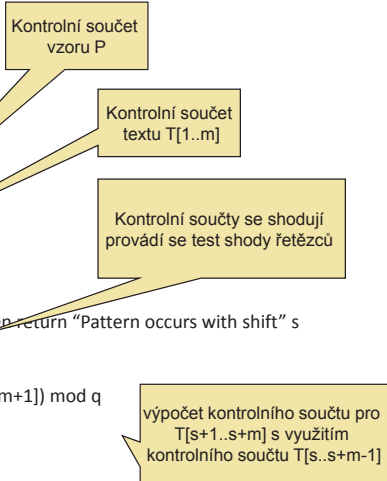 Kontrolní součet
vzoru P
Kontrolní součet
textu T[1..m]
Kontrolní součty se shodují
provádí se test shody řetězců
return “Pattern occurs with shift” s
m+1]) mod q
výpočet kontrolního součtu pro
T[s+1..s+m] s využitím
kontrolního součtu T[s..s+m-1]